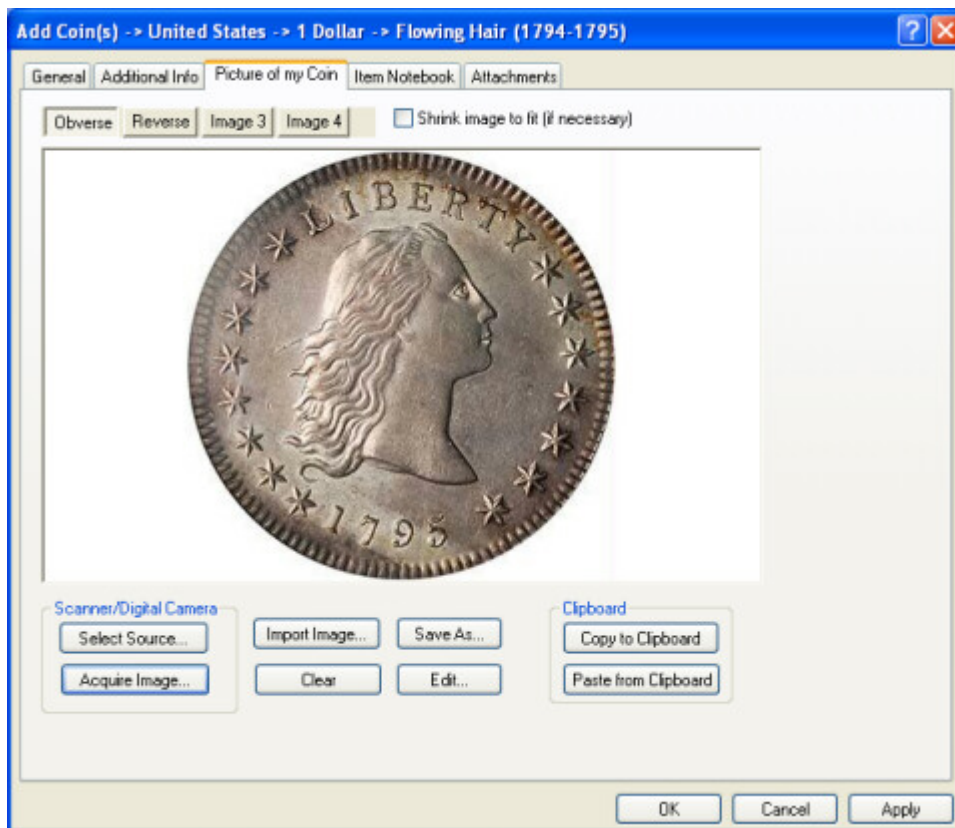 Add Coin(s) -> United States -> 1 Dollar -> Flowing Hair (1794-1795)
General Additional Info Picture of my Coin Item Notebook Attachments
Obverse Reverse Image 3 Image 4 Shrink image to fit (if necessary)
LIBERTY
1795
Scanner/Digital Camera Clipboard
Select Source... Import Image... Save As... Copy to Clipboard
Acquire Image... Clear Edit... Paste from Clipboard
OK Cancel Apply